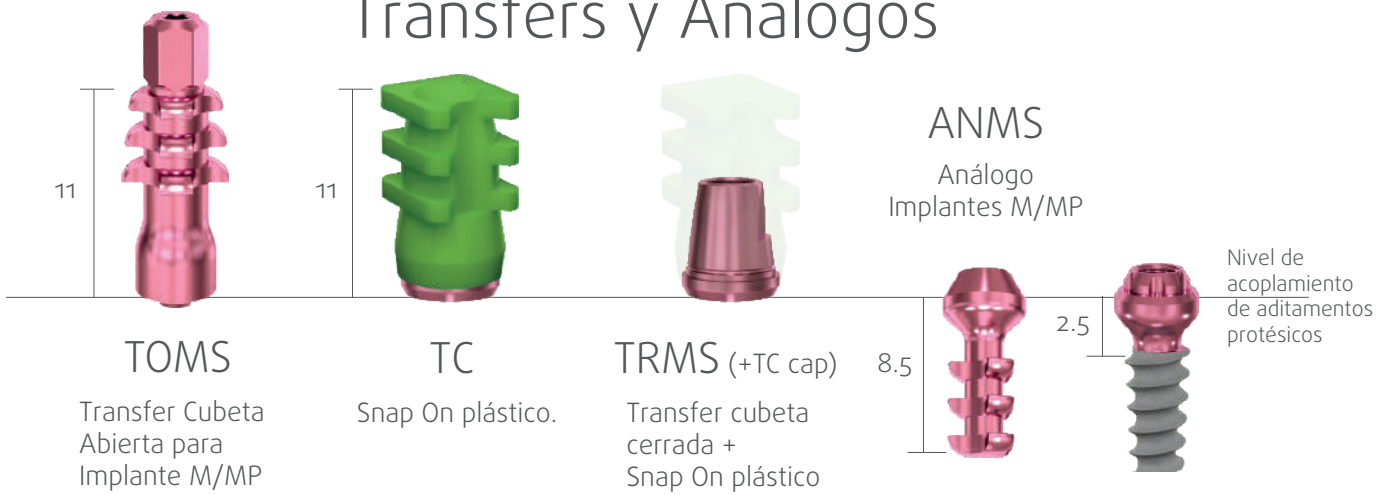 Transfers y Análogos
11
TOMS
Transfer Cubeta
Abierta para
Implante M/MP
11
TC
Snap On plástico.
TRMS (+TC cap)
Transfer cubeta
cerrada +
Snap On plástico
ANMS
Análogo
Implantes M/MP
8.5
2.5
Nivel de
acoplamiento
de aditamentos
protésicos